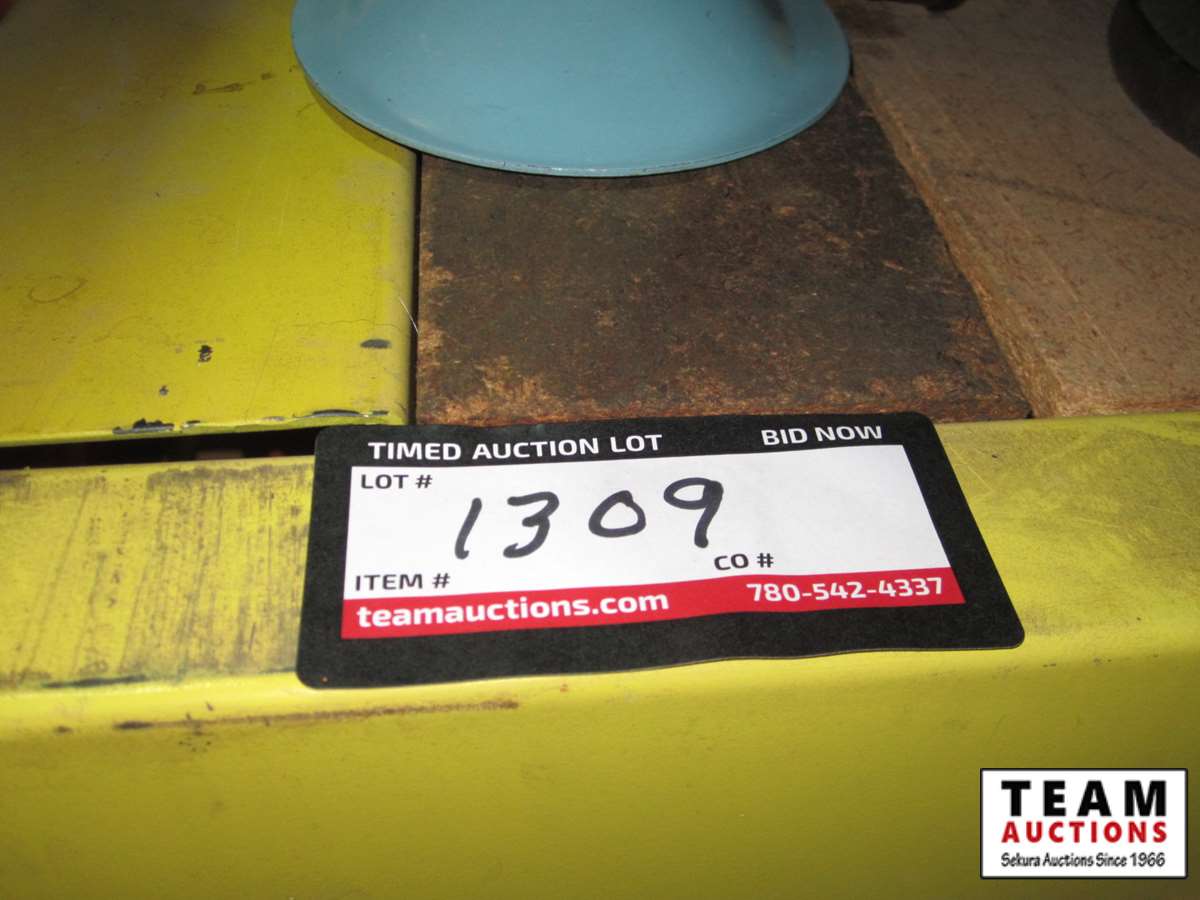 TIMED AUCTION LOT BID NOW
LOT #
1309
ITEM # CO #
teamauctions.com 780-542-4337
TEAM
AUCTIONS
Sekura Auctions Since 1966